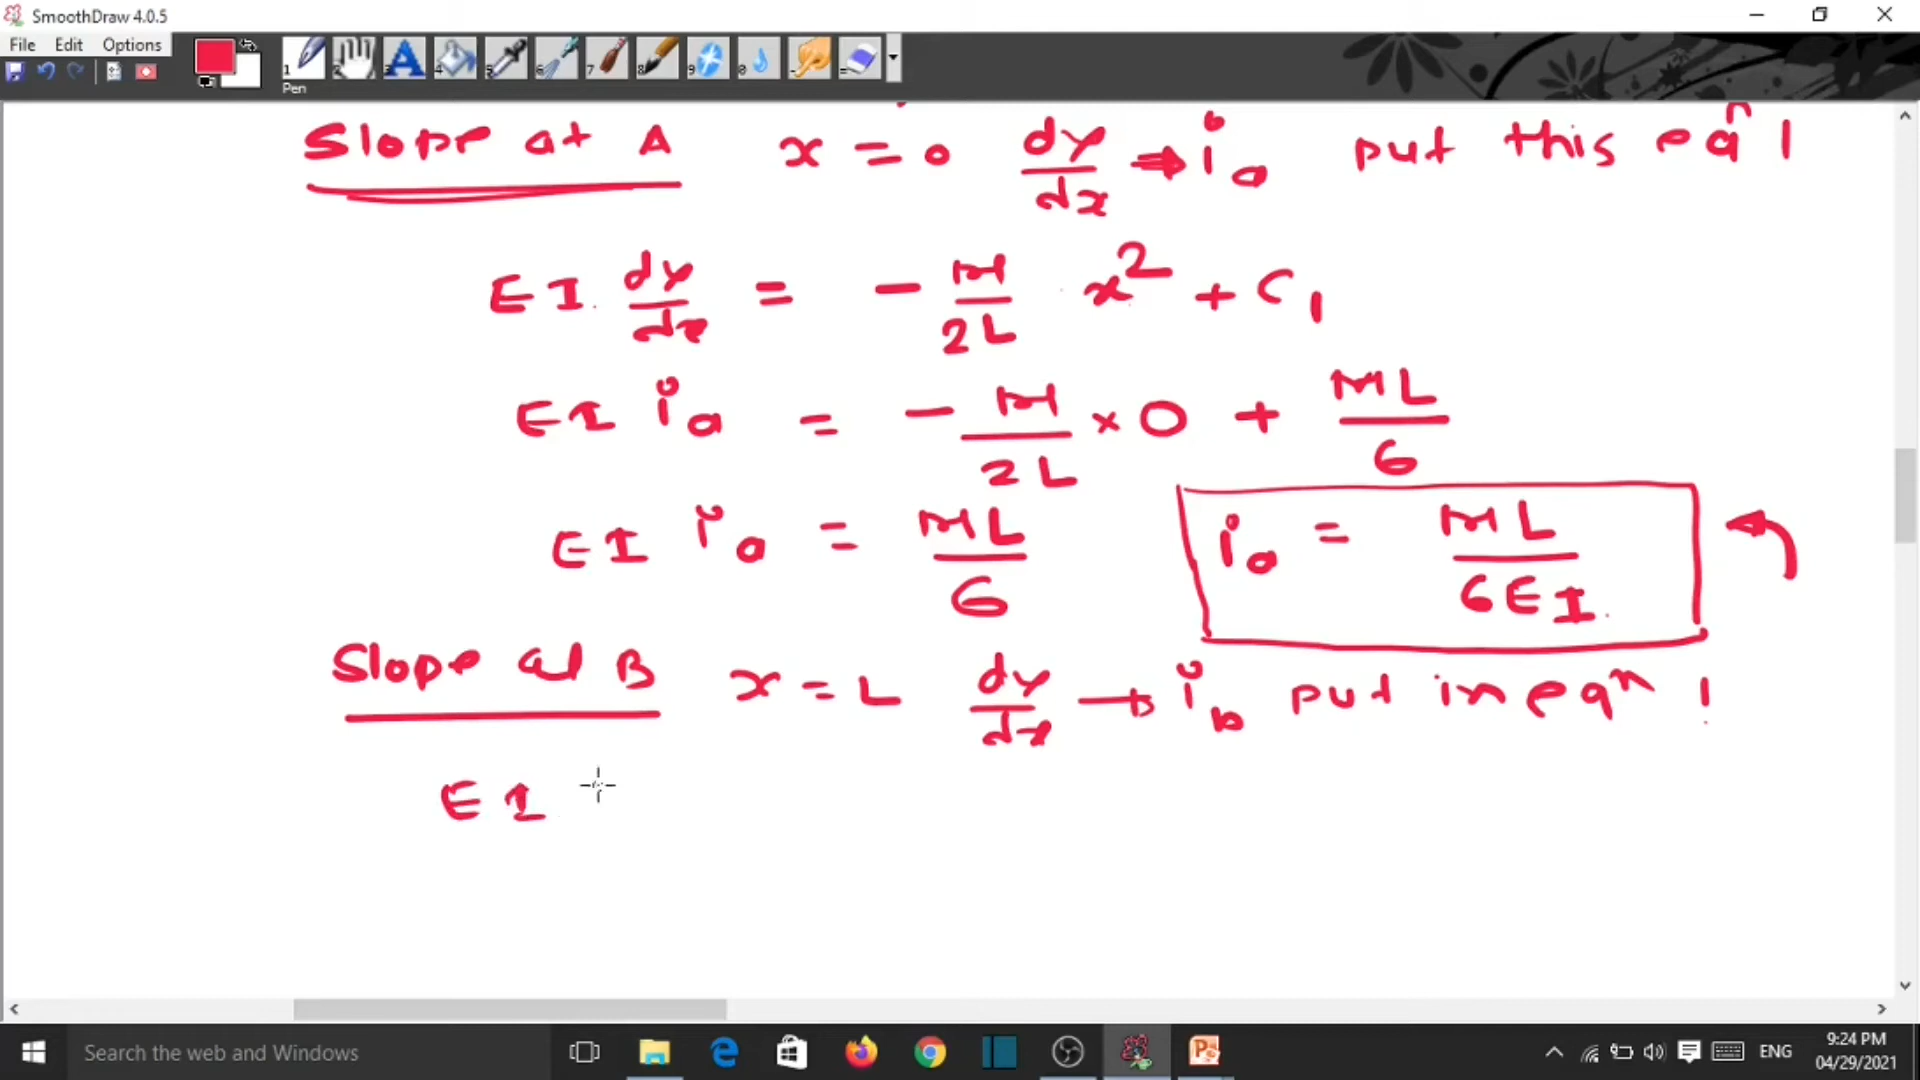 SmoothDraw 4.0.5
File Edit Options
Pen
Slope at A x = 0 dy/dx → i_a put this eqⁿ 1
EI. dy/dx = - M/2L x² + C₁
EI i_a = - M/2L × 0 + ML/6
EI i_a = ML/6 i_a = ML/6EI.
Slope at B x = L dy/dx → i_b put in eqⁿ 1
EI
Search the web and Windows
ENG
9:24 PM
04/29/2021